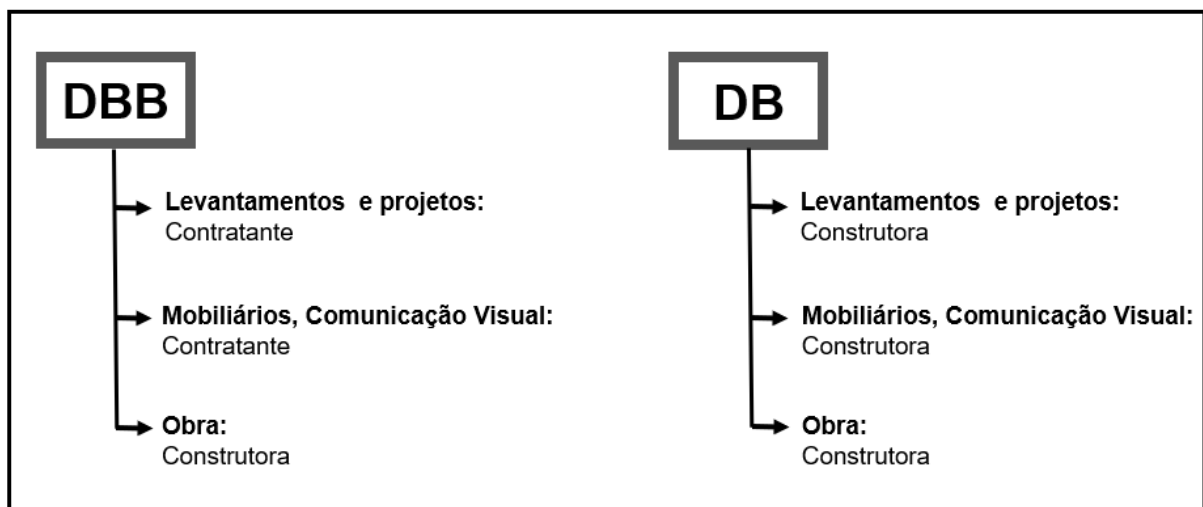 DBB
Levantamentos e projetos:
Contratante
Mobiliários, Comunicação Visual:
Contratante
Obra:
Construtora
DB
Levantamentos e projetos:
Construtora
Mobiliários, Comunicação Visual:
Construtora
Obra:
Construtora